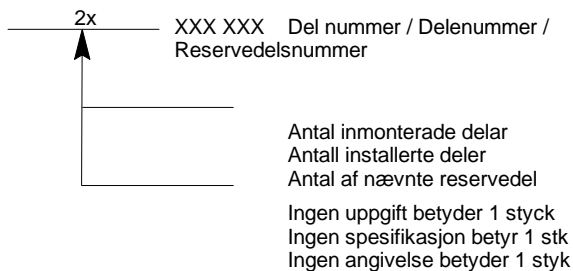 2x XXX XXX Del nummer / Delenummer /
Reservedelsnummer
Antal inmonterade delar
Antall installerte deler
Antal af nævnte reservedel
Ingen uppgift betyder 1 styck
Ingen spesifikasjon betyr 1 stk
Ingen angivelse betyder 1 styk